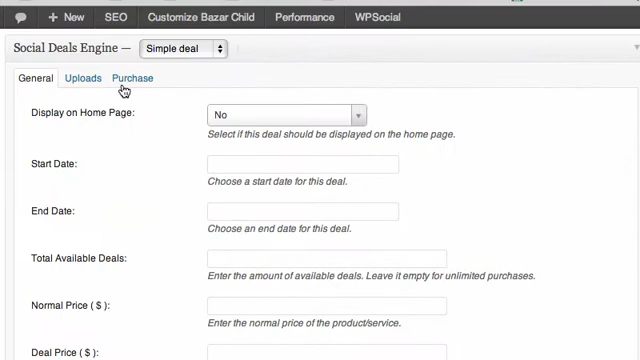 New SEO Customize Bazar Child Performance WPSocial
Social Deals Engine — Simple deal
General Uploads Purchase
Display on Home Page: No
Select if this deal should be displayed on the home page.
Start Date:
Choose a start date for this deal.
End Date:
Choose an end date for this deal.
Total Available Deals:
Enter the amount of available deals. Leave it empty for unlimited purchases.
Normal Price ( $ ):
Enter the normal price of the product/service.
Deal Price ( $ ):